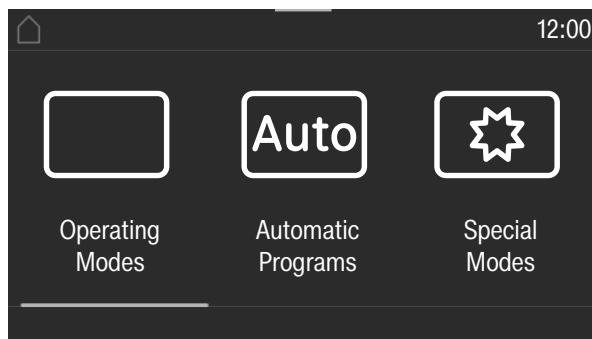 12:00
Auto
Operating
Modes
Automatic
Programs
Special
Modes